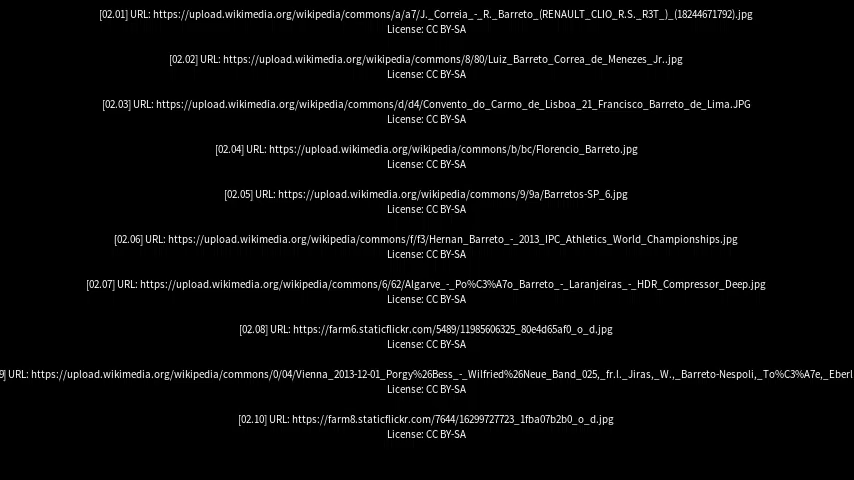 [02.01] URL: https://upload.wikimedia.org/wikipedia/commons/a/a7/J._Correia_-_R._Barreto_(RENAULT_CLIO_R.S._R3T_)_(18244671792).jpg
License: CC BY-SA
[02.02] URL: https://upload.wikimedia.org/wikipedia/commons/8/80/Luiz_Barreto_Correa_de_Menezes_Jr..jpg
License: CC BY-SA
[02.03] URL: https://upload.wikimedia.org/wikipedia/commons/d/d4/Convento_do_Carmo_de_Lisboa_21_Francisco_Barreto_de_Lima.JPG
License: CC BY-SA
[02.04] URL: https://upload.wikimedia.org/wikipedia/commons/b/bc/Florencio_Barreto.jpg
License: CC BY-SA
[02.05] URL: https://upload.wikimedia.org/wikipedia/commons/9/9a/Barretos-SP_6.jpg
License: CC BY-SA
[02.06] URL: https://upload.wikimedia.org/wikipedia/commons/f/f3/Hernan_Barreto_-_2013_IPC_Athletics_World_Championships.jpg
License: CC BY-SA
[02.07] URL: https://upload.wikimedia.org/wikipedia/commons/6/62/Algarve_-_Po%C3%A7o_Barreto_-_Laranjeiras_-_HDR_Compressor_Deep.jpg
License: CC BY-SA
[02.08] URL: https://farm6.staticflickr.com/5489/11985606325_80e4d65af0_o_d.jpg
License: CC BY-SA
9] URL: https://upload.wikimedia.org/wikipedia/commons/0/04/Vienna_2013-12-01_Porgy%26Bess_-_Wilfried%26Neue_Band_025,_fr.l._Jiras,_W.,_Barreto-Nespoli,_To%C3%A7e,_Eberl
License: CC BY-SA
[02.10] URL: https://farm8.staticflickr.com/7644/16299727723_1fba07b2b0_o_d.jpg
License: CC BY-SA